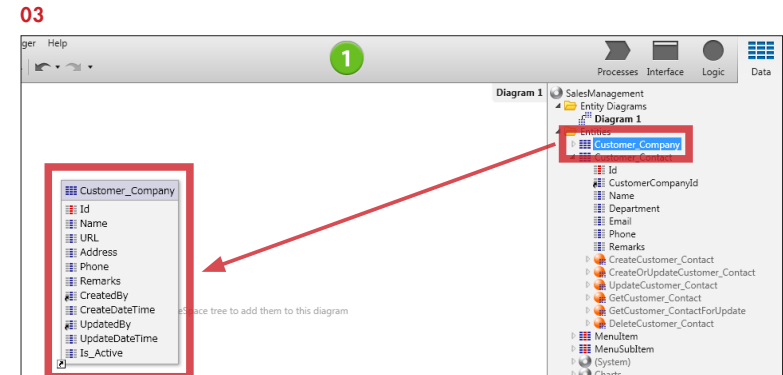 03
ger Help
1
Processes Interface Logic Data
Diagram 1
SalesManagement
Entity Diagrams
Diagram 1
Entities
Customer_Company
Customer_Contact
Id
CustomerCompanyId
Name
Department
Email
Phone
Remarks
CreateCustomer_Contact
CreateOrUpdateCustomer_Contact
UpdateCustomer_Contact
GetCustomer_Contact
GetCustomer_ContactForUpdate
DeleteCustomer_Contact
MenuItem
MenuSubItem
(System)
Charts
Customer_Company
Id
Name
URL
Address
Phone
Remarks
CreatedBy
CreateDateTime
UpdatedBy
UpdateDateTime
Is_Active
eSpace tree to add them to this diagram